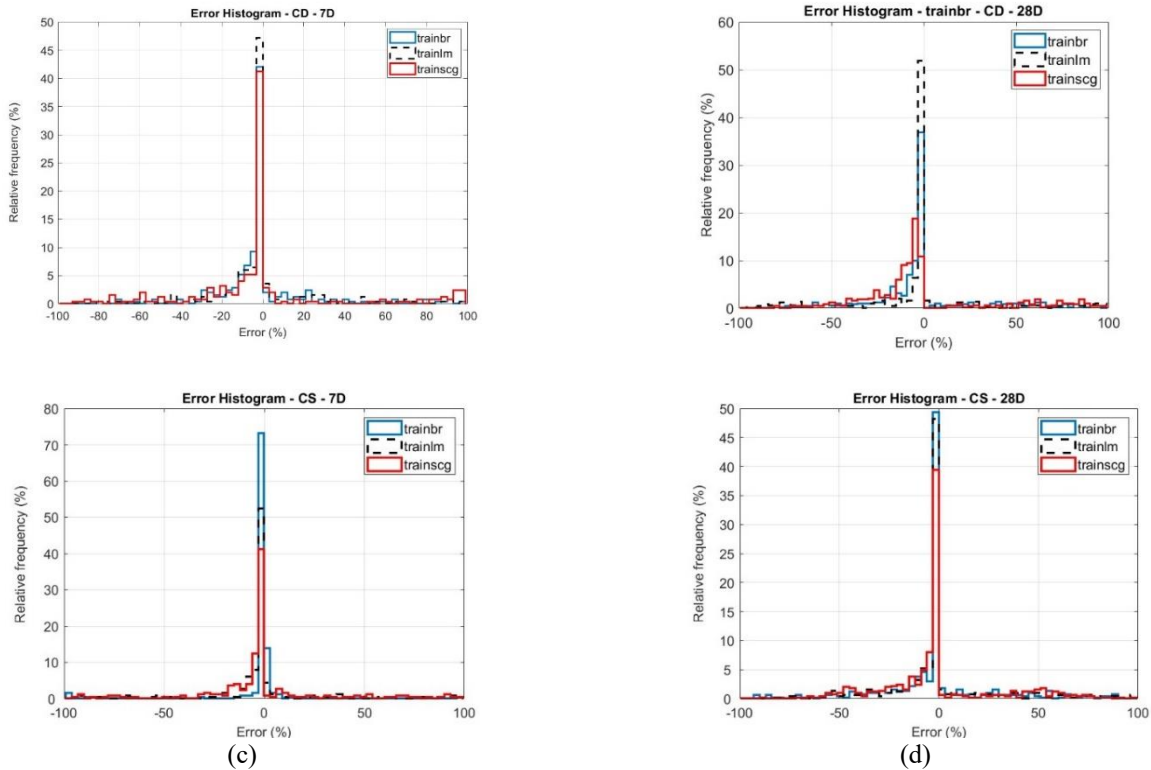 Error Histogram - CD - 7D
50
45
40
35
30
25
20
15
10
5
0
Relative frequency (%)
trainbr
trainlm
trainscg
-100 -80 -60 -40 -20 0 20 40 60 80 100
Error (%)
Error Histogram - trainbr - CD - 28D
60
50
40
30
20
10
0
Relative frequency (%)
trainbr
trainlm
trainscg
-100 -50 0 50 100
Error (%)
Error Histogram - CS - 7D
80
70
60
50
40
30
20
10
0
Relative frequency (%)
trainbr
trainlm
trainscg
-100 -50 0 50 100
Error (%)
(c)
Error Histogram - CS - 28D
50
45
40
35
30
25
20
15
10
5
0
Relative frequency (%)
trainbr
trainlm
trainscg
-100 -50 0 50 100
Error (%)
(d)